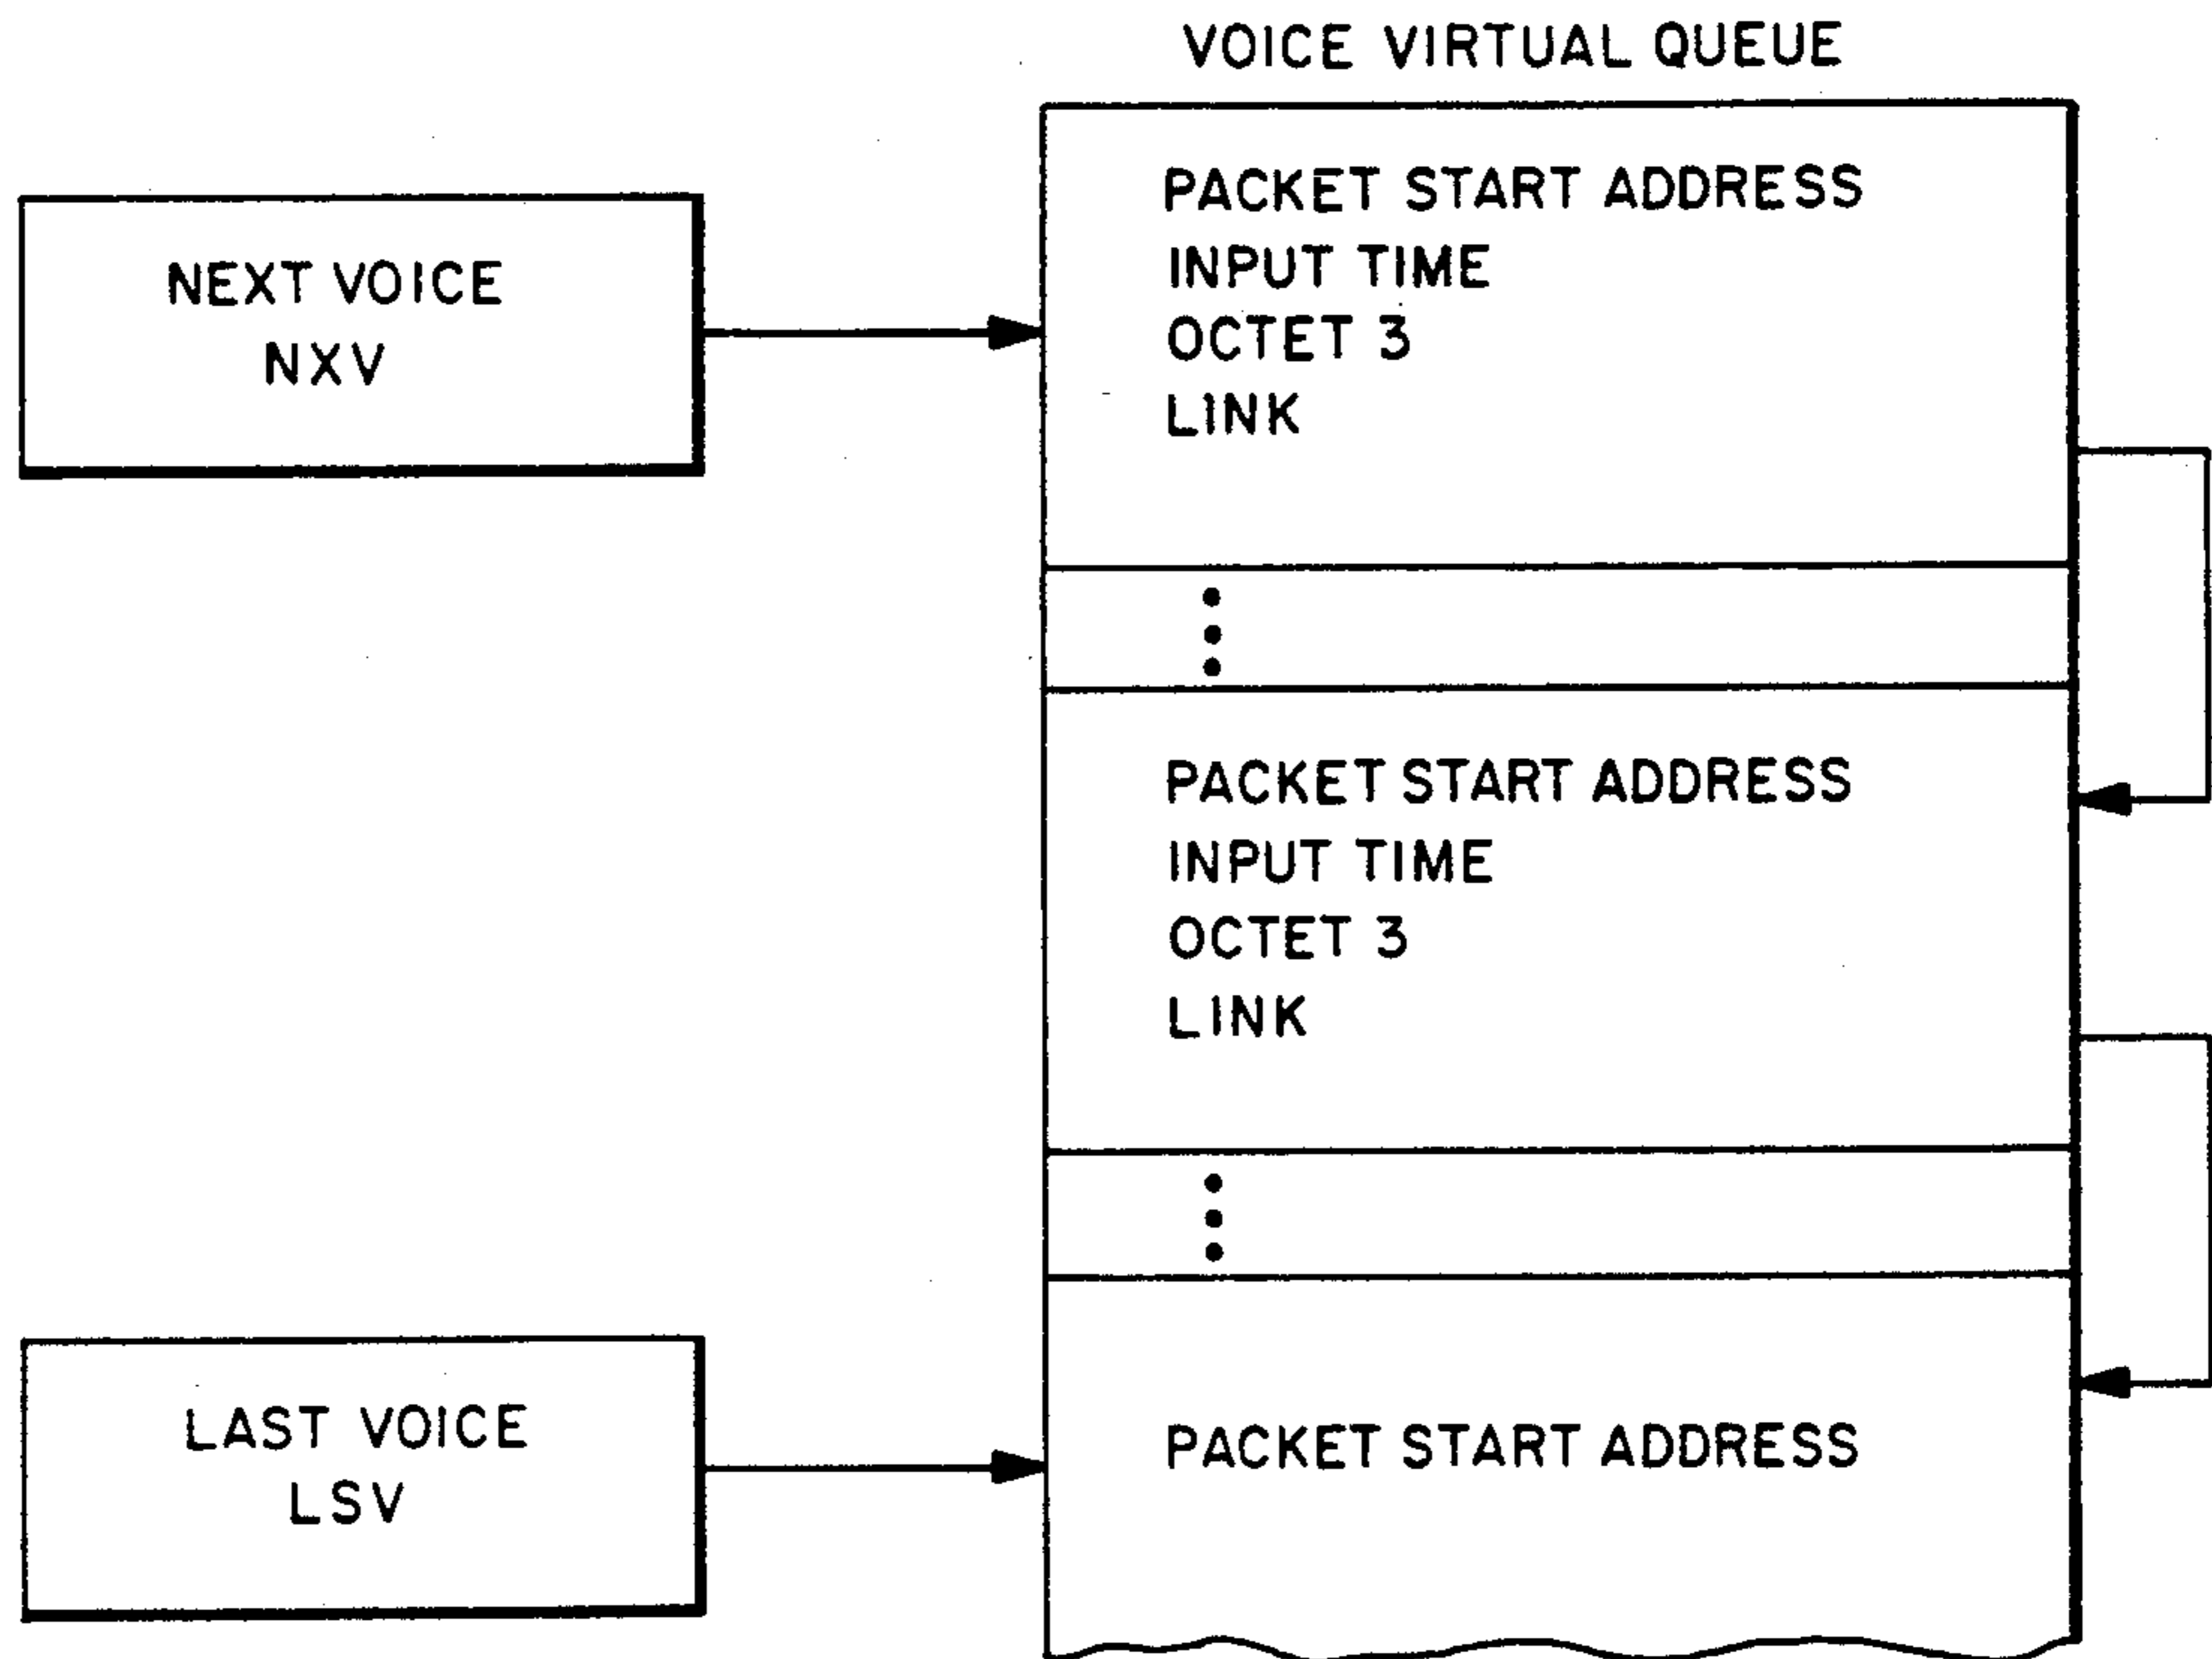 VOICE VIRTUAL QUEUE
NEXT VOICE
NXV
PACKET START ADDRESS
INPUT TIME
OCTET 3
LINK
PACKET START ADDRESS
INPUT TIME
OCTET 3
LINK
LAST VOICE
LSV
PACKET START ADDRESS